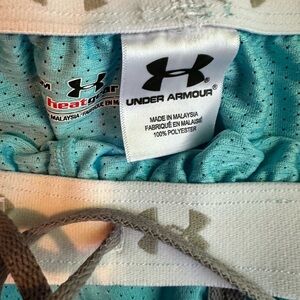 M
heatgear
MALAYSIA
UNDER ARMOUR®
MADE IN MALAYSIA
FABRIQUÉ EN MALAISIE
100% POLYESTER